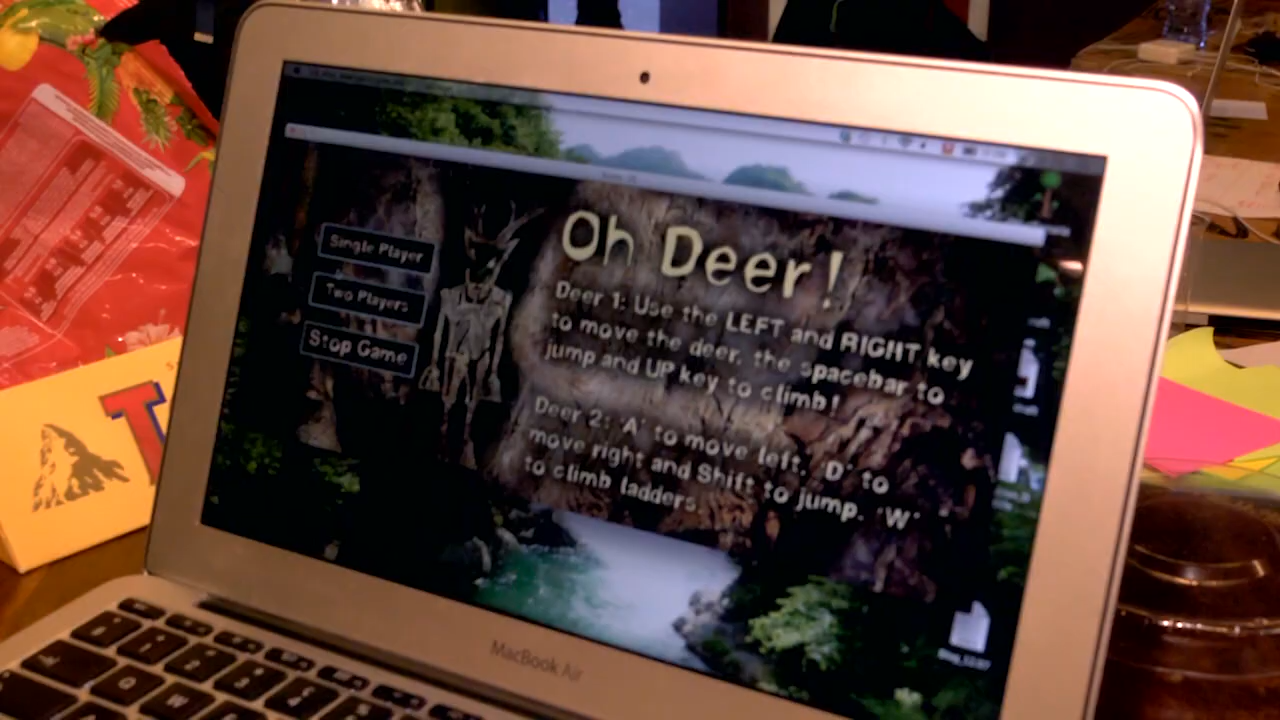 Oh Deer!
Single Player
Two Players
Stop Game
Deer 1: Use the LEFT and RIGHT key
to move the deer, the spacebar to
jump and UP key to climb!
Deer 2: 'A' to move left, 'D' to
move right and Shift to jump. 'W'
to climb ladders.
MacBook Air
T